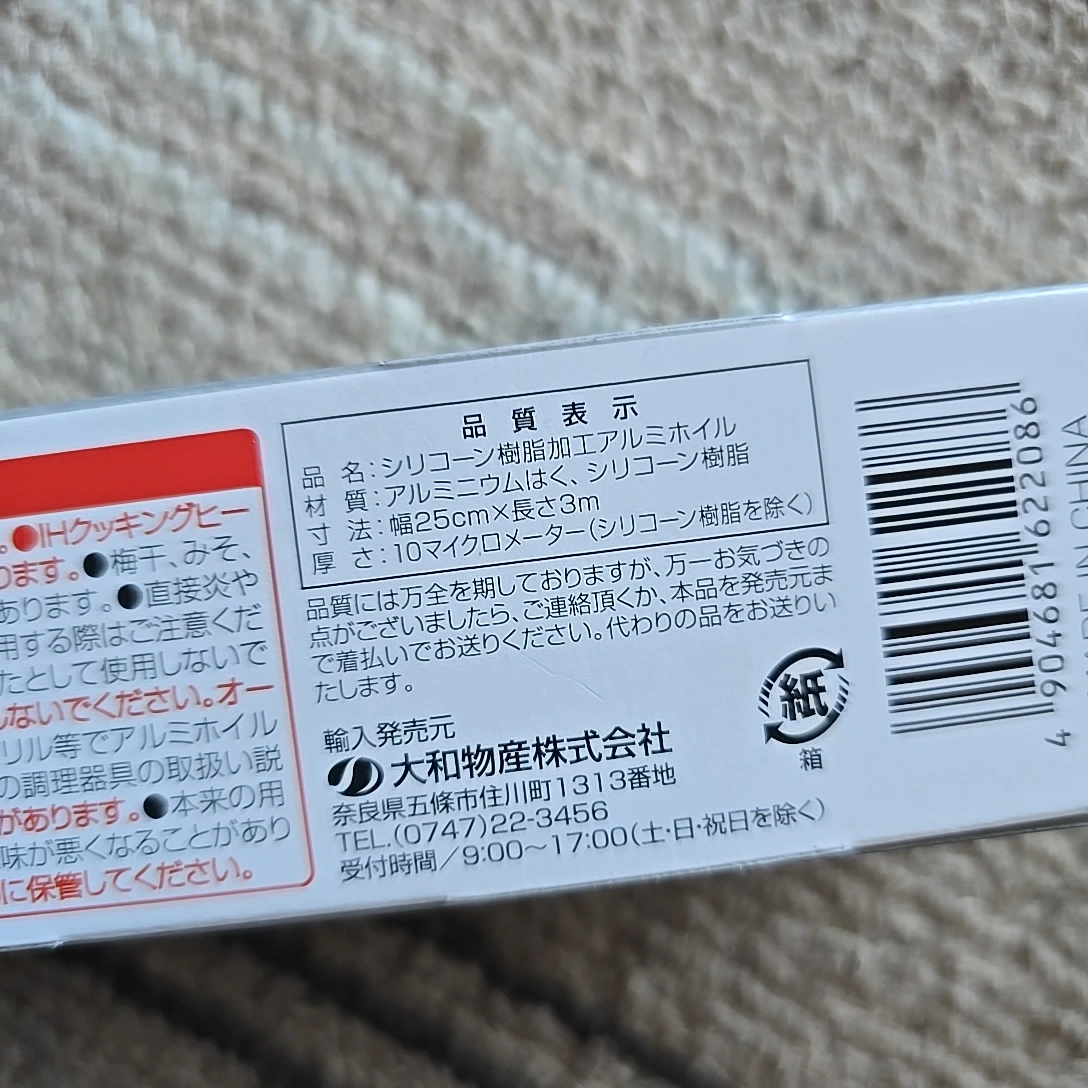 。●IHクッキングヒー
ります。●梅干、みそ、
あります。●直接炎や
用する際はご注意くだ
たとして使用しないで
しないでください。オー
リル等でアルミホイル
の調理器具の取扱い説
があります。●本来の用
味が悪くなることがあり
に保管してください。
品質表示
品名:シリコーン樹脂加工アルミホイル
材質:アルミニウムはく、シリコーン樹脂
寸法:幅25cm×長さ3m
厚さ:10マイクロメーター(シリコーン樹脂を除く)
品質には万全を期しておりますが、万一お気づきの
点がございましたら、ご連絡頂くか、本品を発売元ま
で着払いでお送りください。代わりの品をお送りい
たします。
輸入発売元
大和物産株式会社
奈良県五條市住川町1313番地
TEL.(0747)22-3456
受付時間/9:00〜17:00(土・日・祝日を除く)
紙
箱
4 904681 622086
MADE IN CHINA